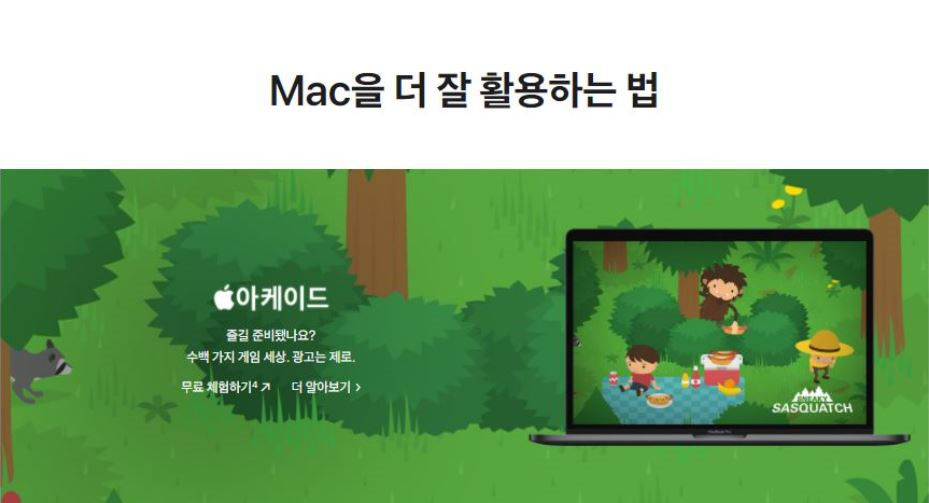 Mac을 더 잘 활용하는 법
아케이드
즐길 준비됐나요?
수백 가지 게임 세상. 광고는 제로.
무료 체험하기⁴ ↗ 더 알아보기 >
SNEAKY
SASQUATCH